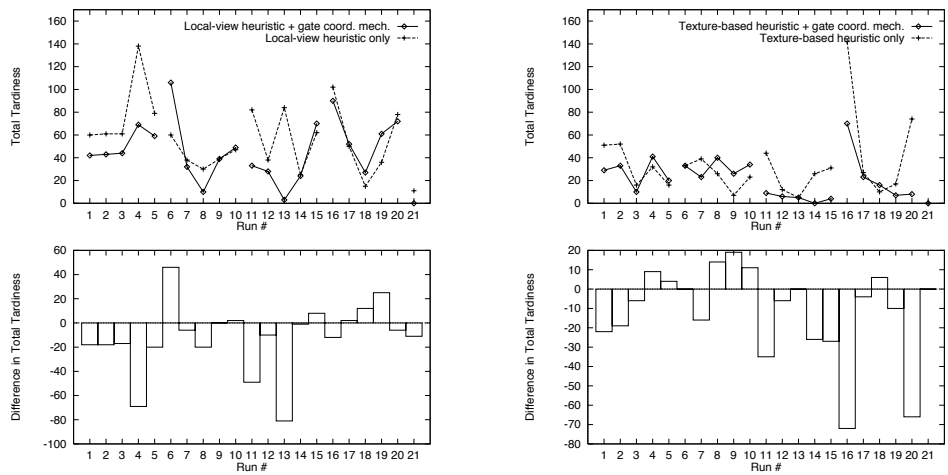 Total Tardiness
160
140
120
100
80
60
40
20
0
Local-view heuristic + gate coord. mech.
Local-view heuristic only
1 2 3 4 5 6 7 8 9 10 11 12 13 14 15 16 17 18 19 20 21
Run #
Total Tardiness
160
140
120
100
80
60
40
20
0
Texture-based heuristic + gate coord. mech.
Texture-based heuristic only
1 2 3 4 5 6 7 8 9 10 11 12 13 14 15 16 17 18 19 20 21
Run #
Difference in Total Tardiness
60
40
20
0
-20
-40
-60
-80
-100
1 2 3 4 5 6 7 8 9 10 11 12 13 14 15 16 17 18 19 20 21
Run #
Difference in Total Tardiness
20
10
0
-10
-20
-30
-40
-50
-60
-70
-80
1 2 3 4 5 6 7 8 9 10 11 12 13 14 15 16 17 18 19 20 21
Run #